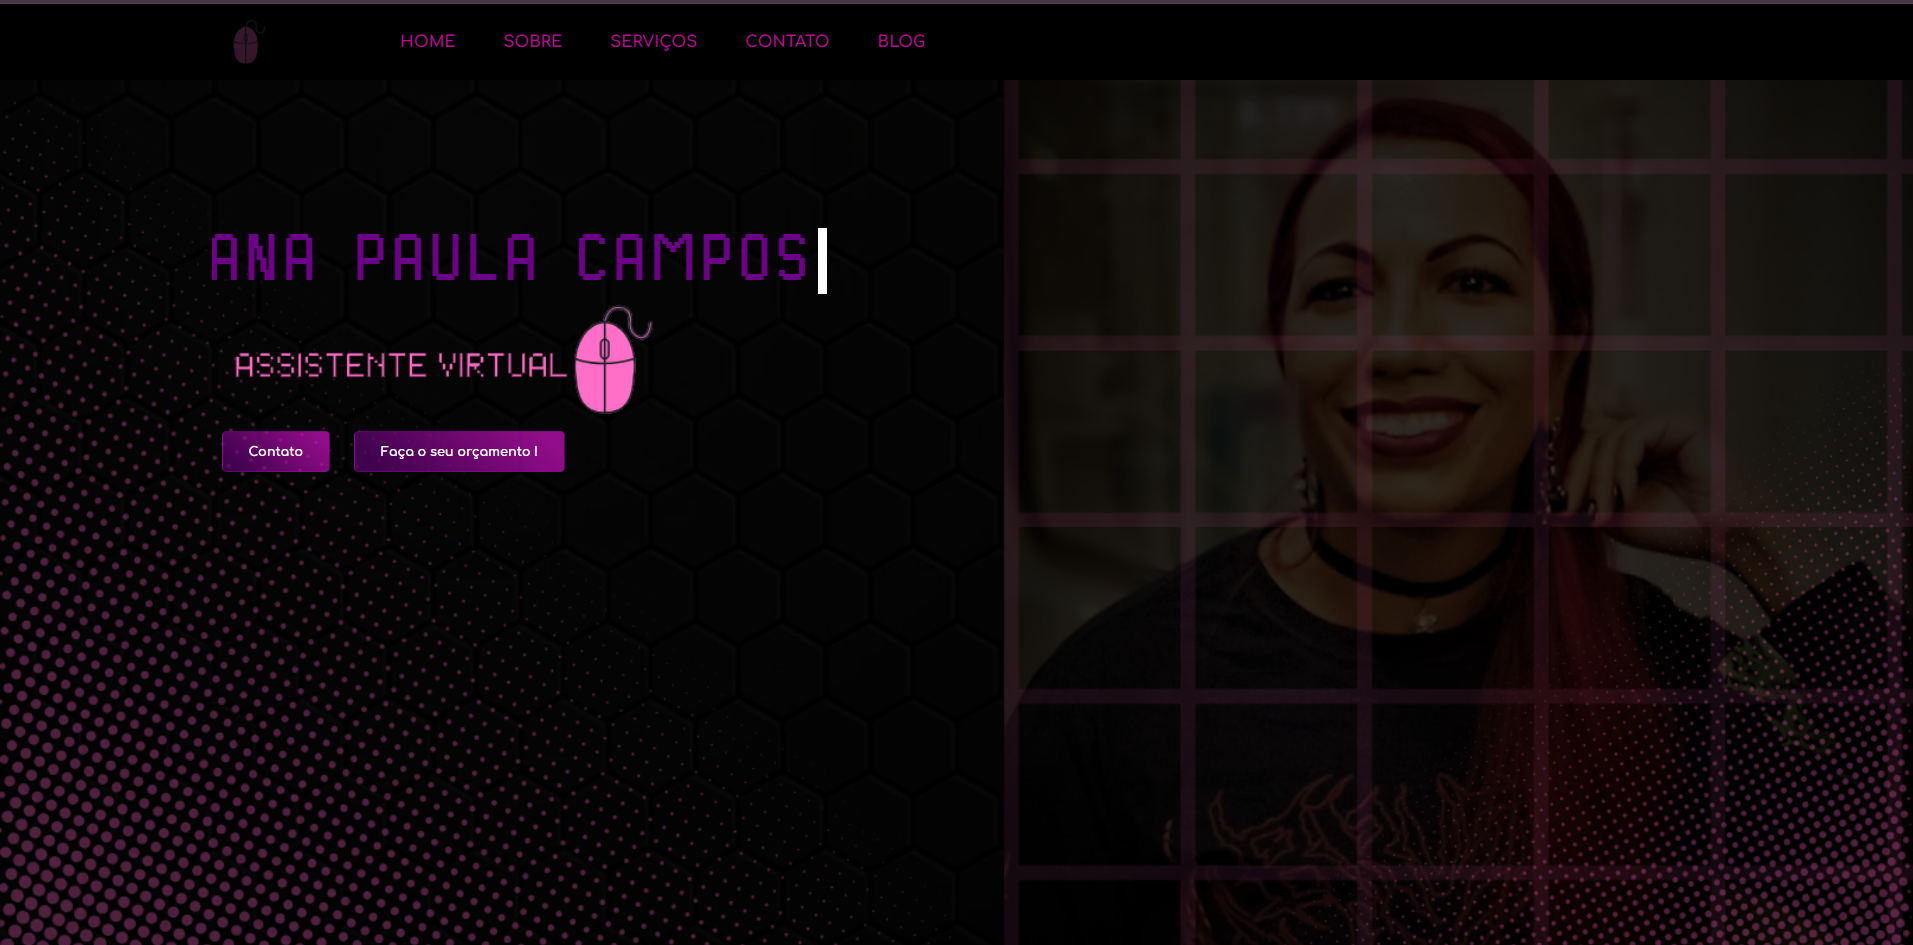 HOME SOBRE SERVIÇOS CONTATO BLOG
ANA PAULA CAMPOS
ASSISTENTE VIRTUAL
Contato Faça o seu orçamento !